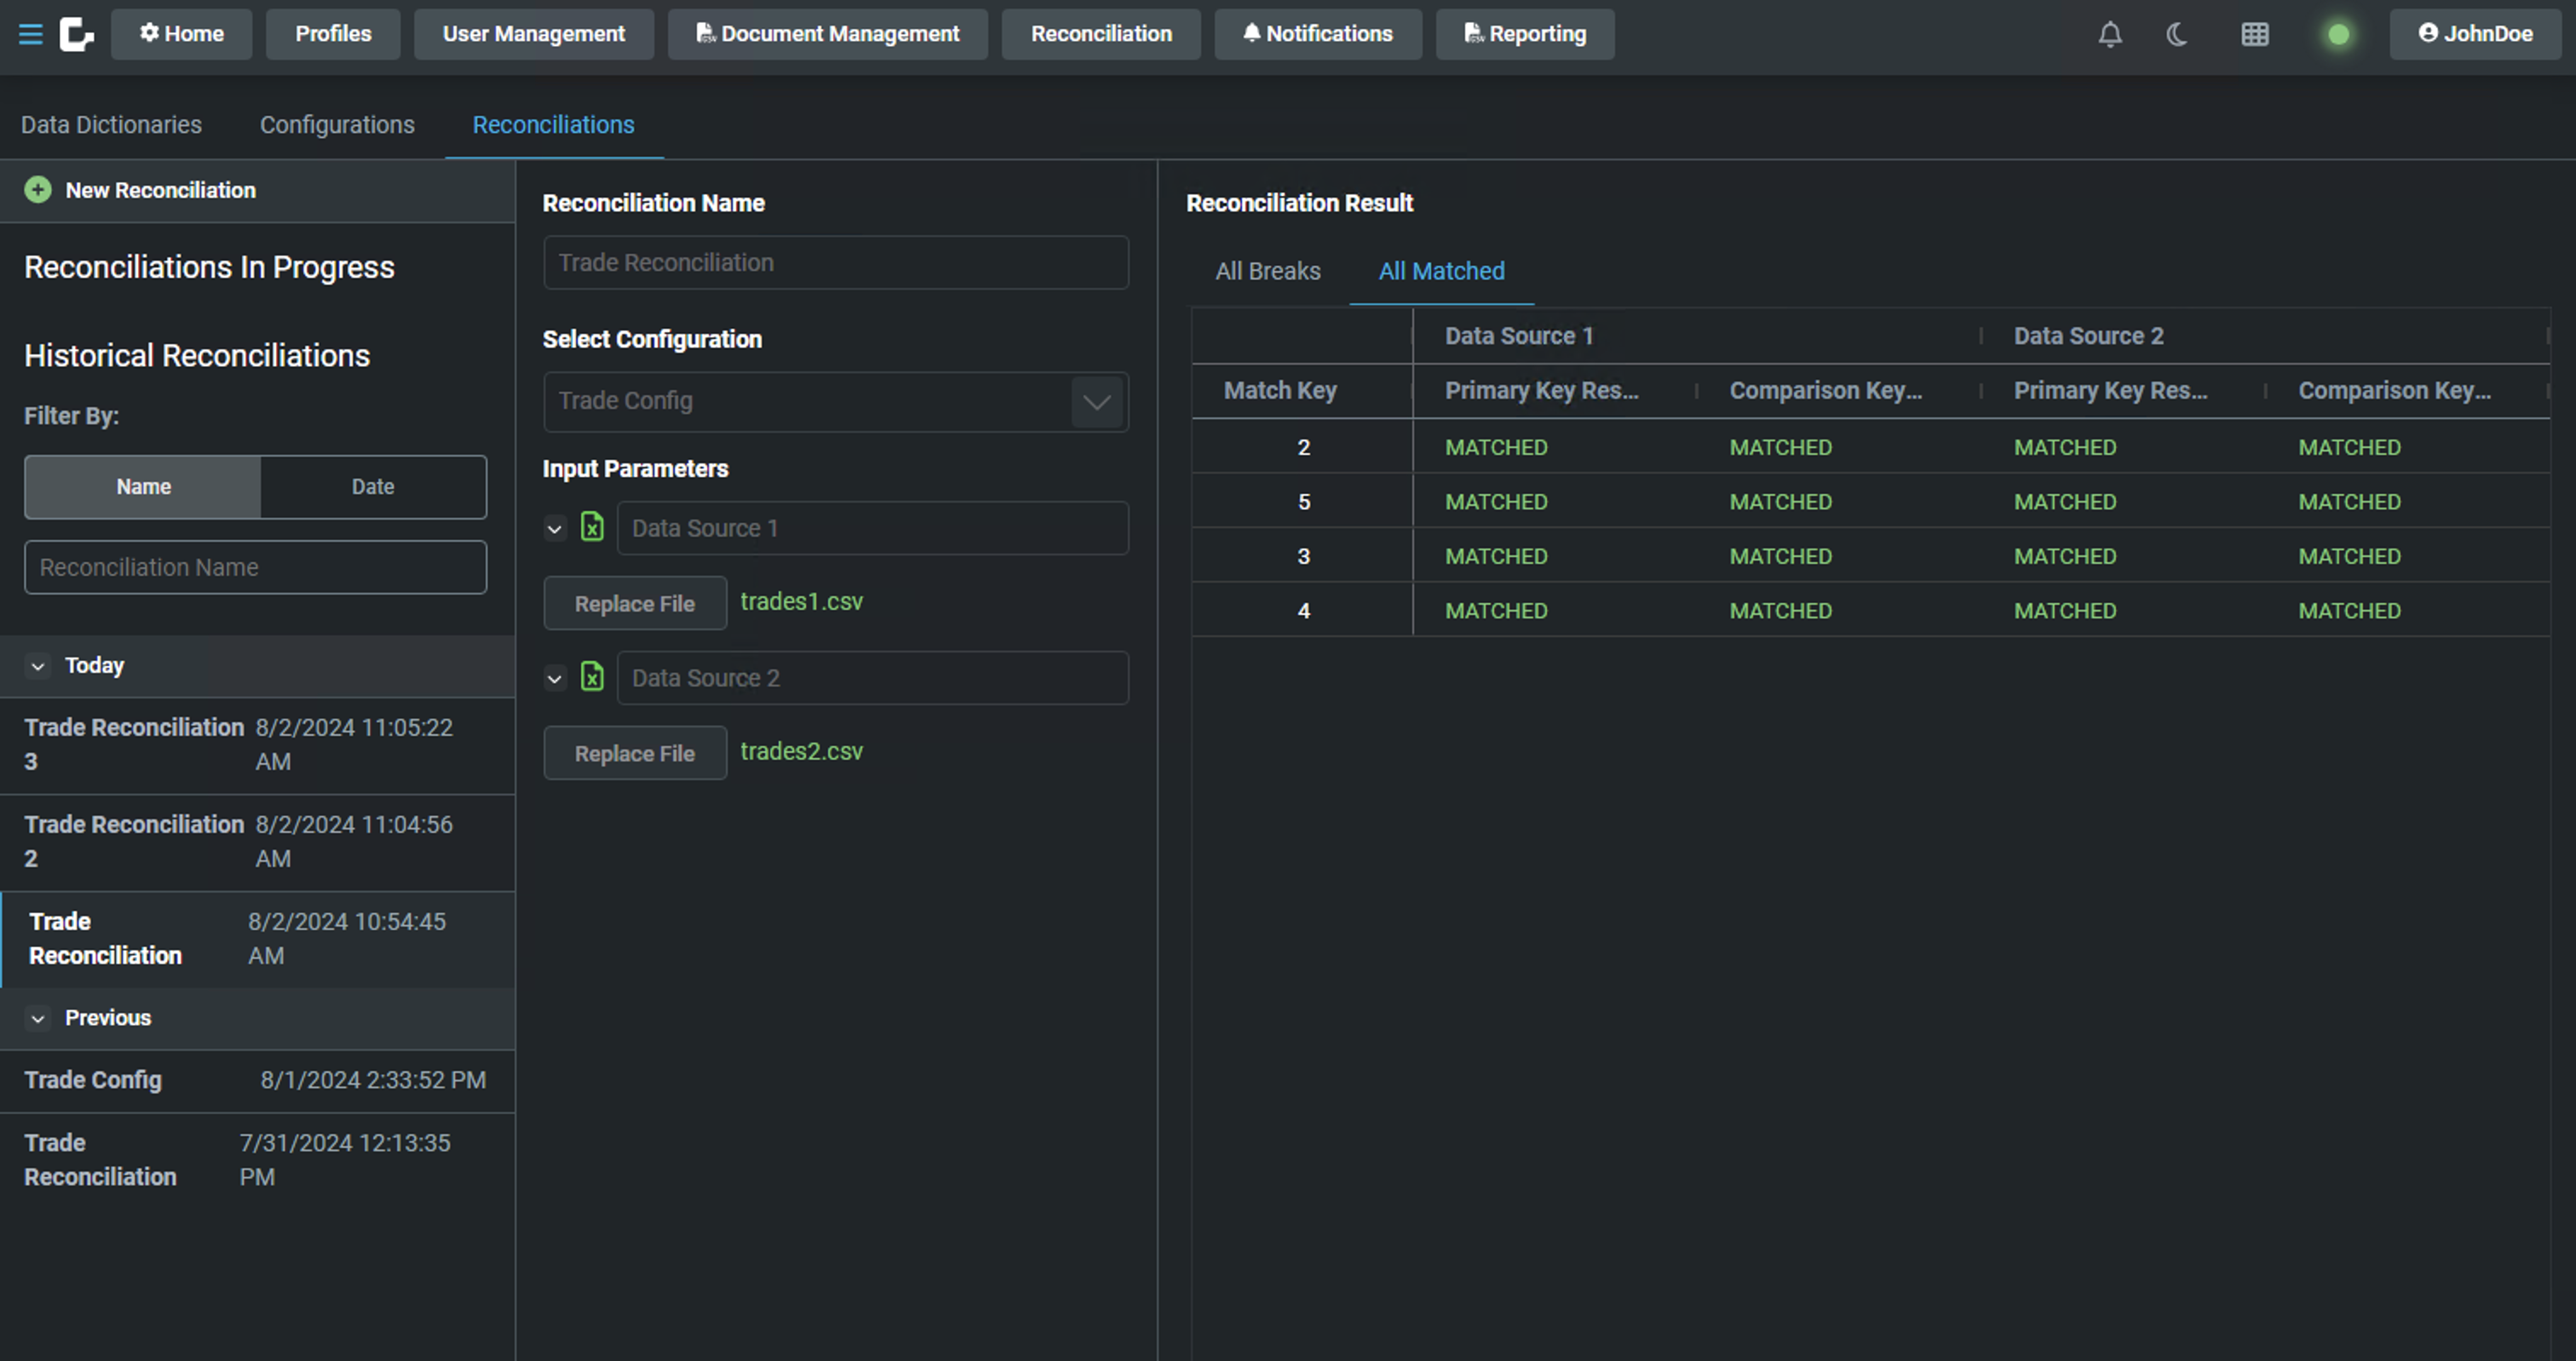 Home Profiles User Management Document Management Reconciliation Notifications Reporting JohnDoe
Data Dictionaries Configurations Reconciliations
New Reconciliation
Reconciliations In Progress
Historical Reconciliations
Filter By:
Name Date
Reconciliation Name
Today
Trade Reconciliation 8/2/2024 11:05:22
3 AM
Trade Reconciliation 8/2/2024 11:04:56
2 AM
Trade 8/2/2024 10:54:45
Reconciliation AM
Previous
Trade Config 8/1/2024 2:33:52 PM
Trade 7/31/2024 12:13:35
Reconciliation PM
Reconciliation Name
Trade Reconciliation
Select Configuration
Trade Config
Input Parameters
Data Source 1
Replace File trades1.csv
Data Source 2
Replace File trades2.csv
Reconciliation Result
All Breaks All Matched
Data Source 1 Data Source 2
Match Key Primary Key Res... Comparison Key... Primary Key Res... Comparison Key...
2 MATCHED MATCHED MATCHED MATCHED
5 MATCHED MATCHED MATCHED MATCHED
3 MATCHED MATCHED MATCHED MATCHED
4 MATCHED MATCHED MATCHED MATCHED